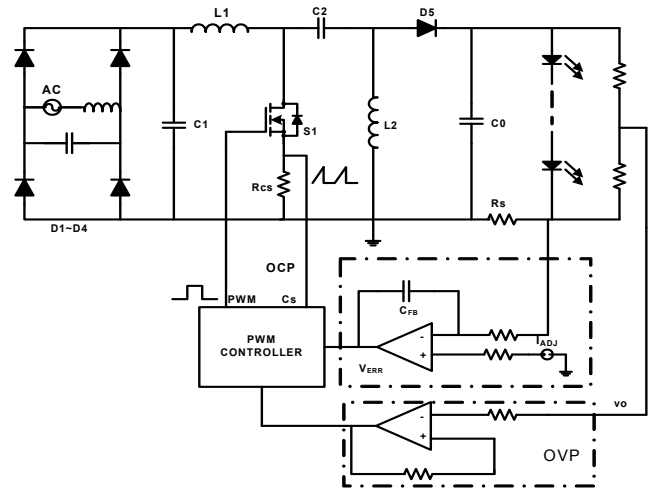 L1
C2
D5
AC
C1
S1
L2
C0
Rcs
Rs
D1~D4
OCP
PWM
Cs
CFB
IADJ
PWM
CONTROLLER
VERR
-
+
vo
-
+
OVP